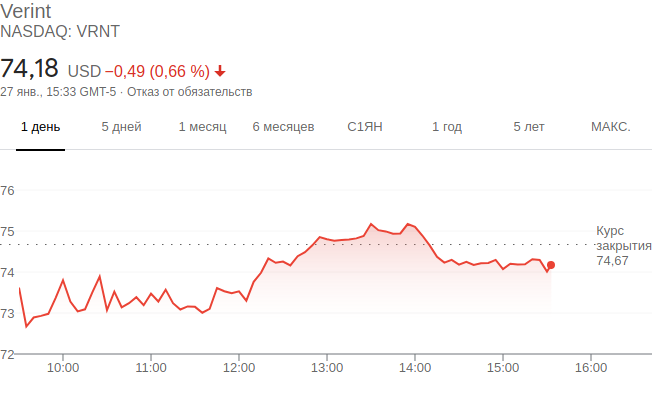 Verint
NASDAQ: VRNT
74,18 USD −0,49 (0,66 %)
27 янв., 15:33 GMT-5 · Отказ от обязательств
1 день 5 дней 1 месяц 6 месяцев С1ЯН 1 год 5 лет МАКС.
76
75
Курс
закрытия
74,67
74
73
72
10:00 11:00 12:00 13:00 14:00 15:00 16:00